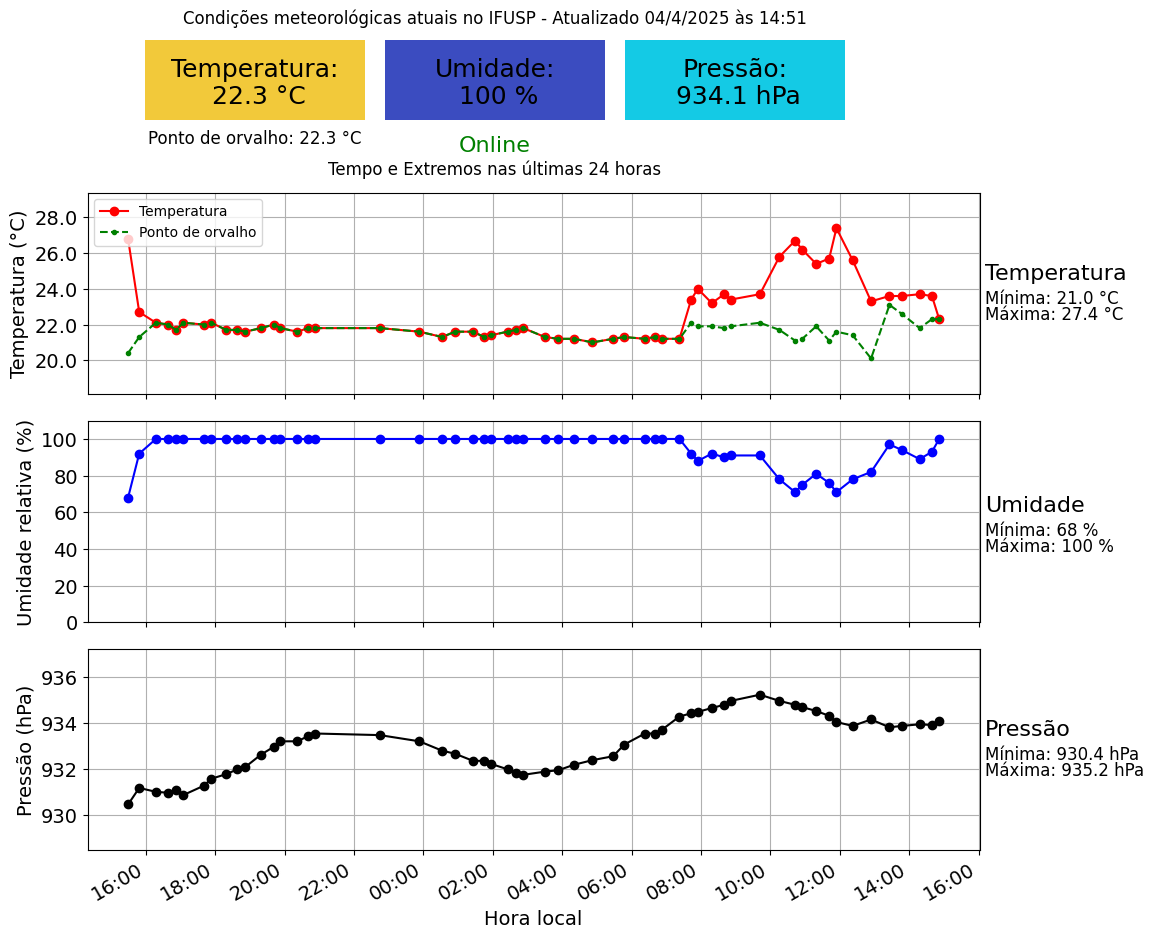 Condições meteorológicas atuais no IFUSP - Atualizado 04/4/2025 às 14:51
Temperatura:
22.3 °C
Umidade:
100 %
Pressão:
934.1 hPa
Ponto de orvalho: 22.3 °C
Online
Tempo e Extremos nas últimas 24 horas
Temperatura (°C)
28.0
26.0
24.0
22.0
20.0
Temperatura
Ponto de orvalho
Temperatura
Mínima: 21.0 °C
Máxima: 27.4 °C
Umidade relativa (%)
100
80
60
40
20
0
Umidade
Mínima: 68 %
Máxima: 100 %
Pressão (hPa)
936
934
932
930
Pressão
Mínima: 930.4 hPa
Máxima: 935.2 hPa
16:00 18:00 20:00 22:00 00:00 02:00 04:00 06:00 08:00 10:00 12:00 14:00 16:00
Hora local